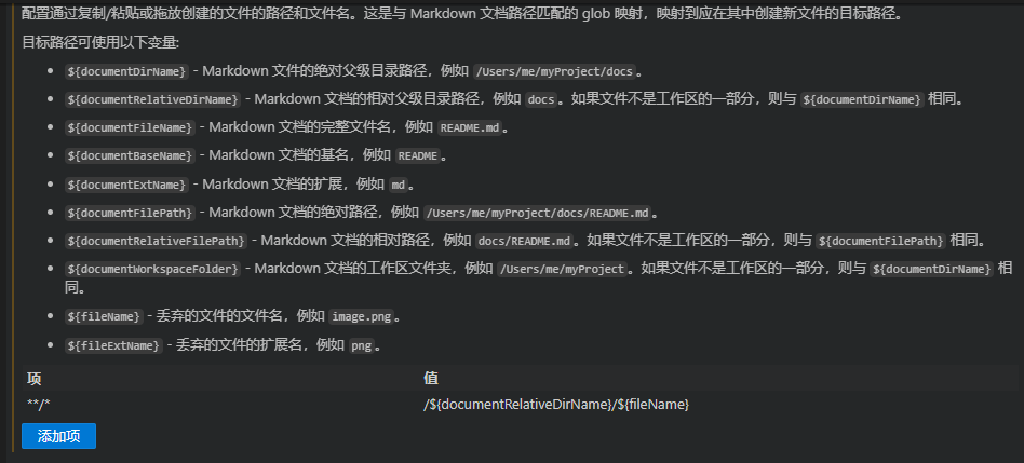 配置通过复制/粘贴或拖放创建的文件的路径和文件名。这是与 Markdown 文档路径匹配的 glob 映射，映射到应在其中创建新文件的目标路径。
目标路径可使用以下变量:
• ${documentDirName} - Markdown 文件的绝对父级目录路径，例如 /Users/me/myProject/docs。
• ${documentRelativeDirName} - Markdown 文档的相对父级目录路径，例如 docs。如果文件不是工作区的一部分，则与 ${documentDirName} 相同。
• ${documentFileName} - Markdown 文档的完整文件名，例如 README.md。
• ${documentBaseName} - Markdown 文档的基名，例如 README。
• ${documentExtName} - Markdown 文档的扩展，例如 md。
• ${documentFilePath} - Markdown 文档的绝对路径，例如 /Users/me/myProject/docs/README.md。
• ${documentRelativeFilePath} - Markdown 文档的相对路径，例如 docs/README.md。如果文件不是工作区的一部分，则与 ${documentFilePath} 相同。
• ${documentWorkspaceFolder} - Markdown 文档的工作区文件夹，例如 /Users/me/myProject。如果文件不是工作区的一部分，则与 ${documentDirName} 相
同。
• ${fileName} - 丢弃的文件的文件名，例如 image.png。
• ${fileExtName} - 丢弃的文件的扩展名，例如 png。
项 值
**/* /${documentRelativeDirName}/${fileName}
添加项